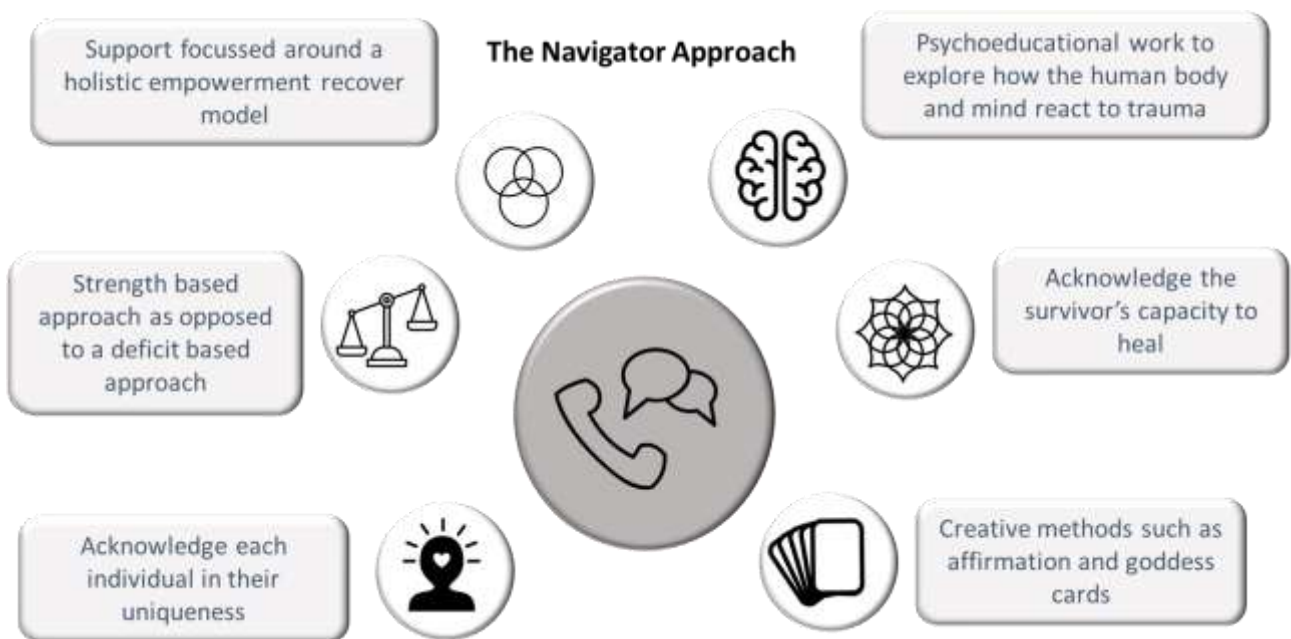 The Navigator Approach
Support focussed around a
holistic empowerment recover
model
Psychoeducational work to
explore how the human body
and mind react to trauma
Strength based
approach as opposed
to a deficit based
approach
Acknowledge the
survivor's capacity to
heal
Acknowledge each
individual in their
uniqueness
Creative methods such as
affirmation and goddess
cards